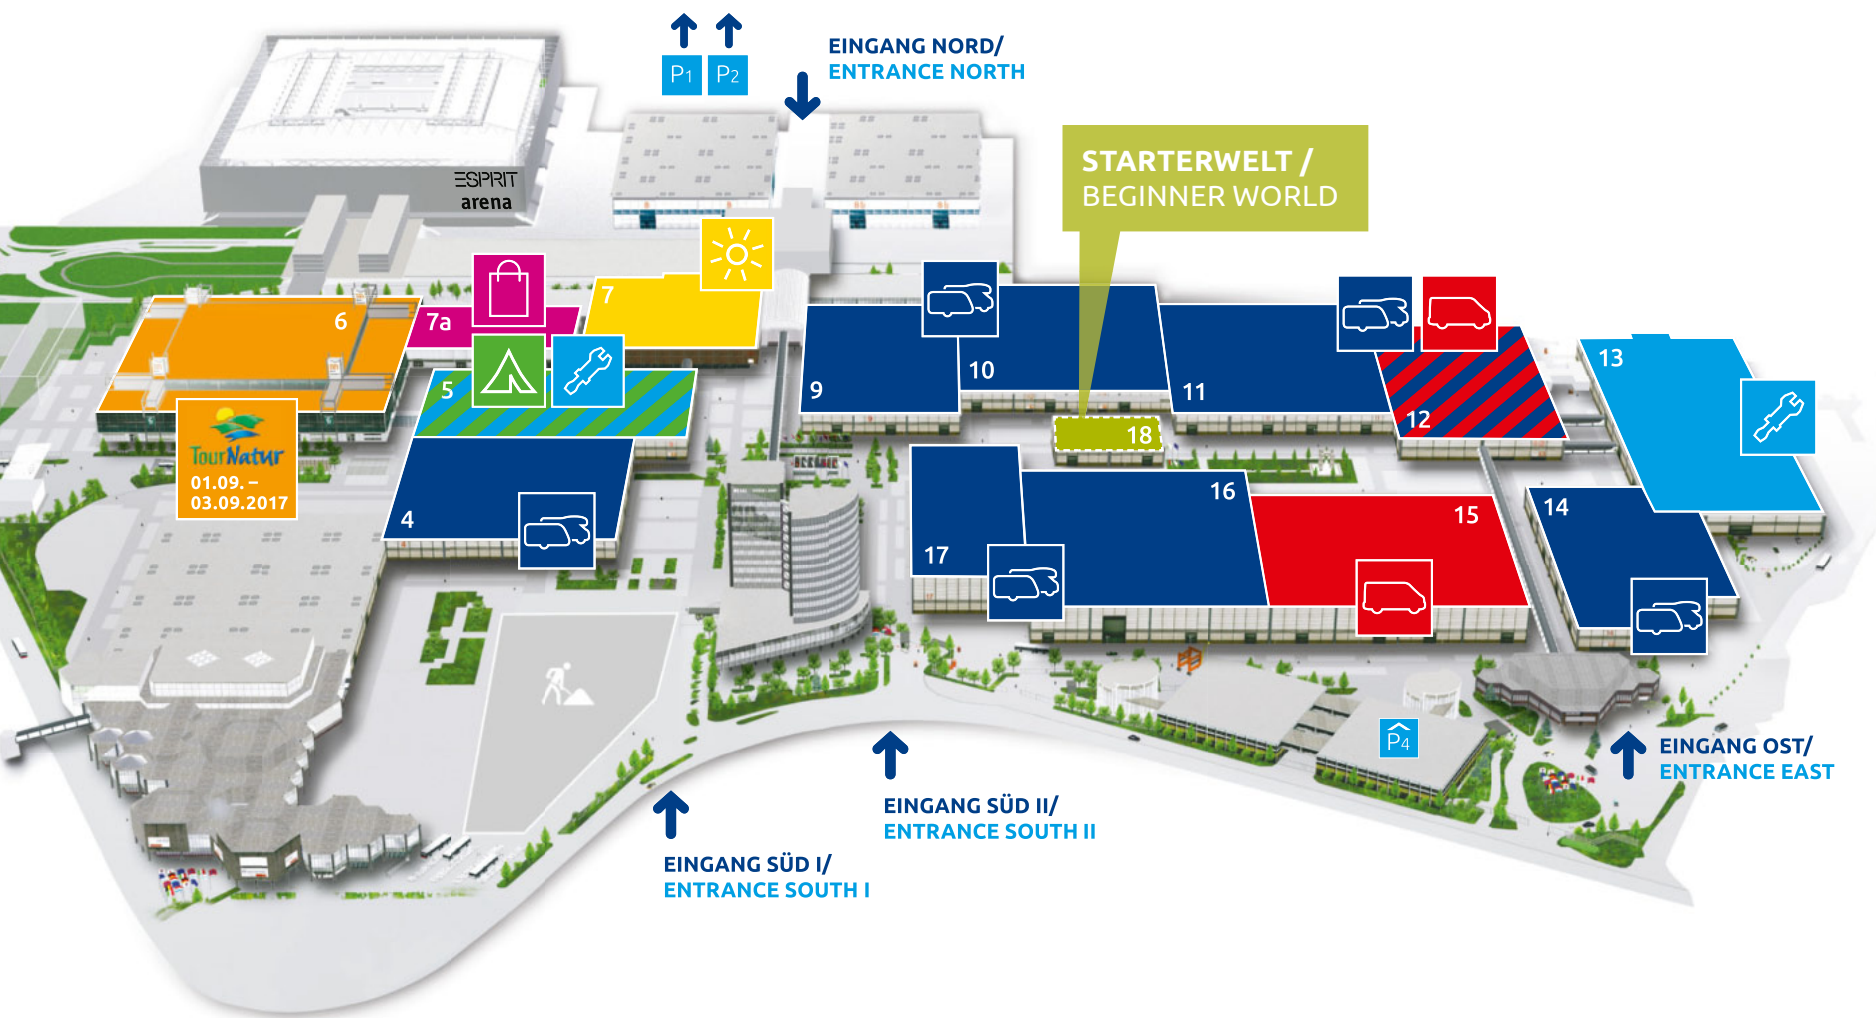 P1
P2
EINGANG NORD/
ENTRANCE NORTH
STARTERWELT /
BEGINNER WORLD
ESPRIT
arena
6
7a
7
5
4
TourNatur
01.09. –
03.09.2017
9
10
11
12
13
18
17
16
15
14
P4
EINGANG OST/
ENTRANCE EAST
EINGANG SÜD II/
ENTRANCE SOUTH II
EINGANG SÜD I/
ENTRANCE SOUTH I